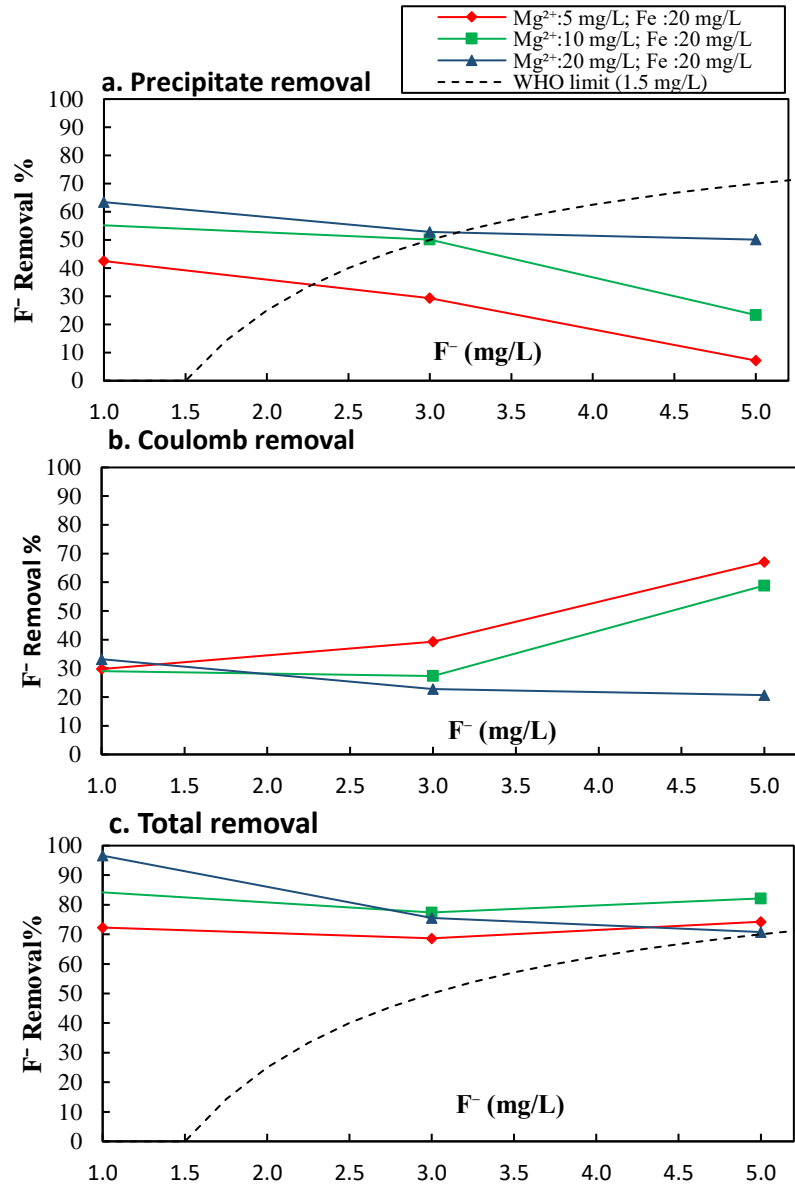 Mg²⁺:5 mg/L; Fe :20 mg/L
Mg²⁺:10 mg/L; Fe :20 mg/L
Mg²⁺:20 mg/L; Fe :20 mg/L
WHO limit (1.5 mg/L)
a. Precipitate removal
100
90
80
70
60
50
40
30
20
10
0
F⁻ Removal %
F⁻ (mg/L)
1.0 1.5 2.0 2.5 3.0 3.5 4.0 4.5 5.0
b. Coulomb removal
100
90
80
70
60
50
40
30
20
10
0
F⁻ Removal %
F⁻ (mg/L)
1.0 1.5 2.0 2.5 3.0 3.5 4.0 4.5 5.0
c. Total removal
100
90
80
70
60
50
40
30
20
10
0
F⁻ Removal%
F⁻ (mg/L)
1.0 1.5 2.0 2.5 3.0 3.5 4.0 4.5 5.0